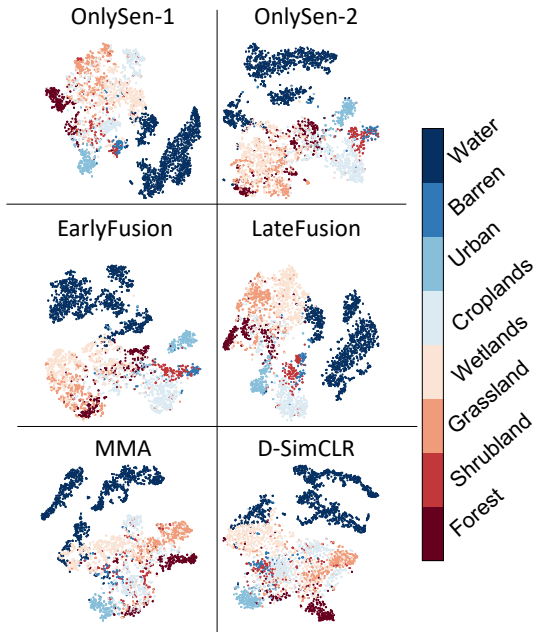 OnlySen-1
OnlySen-2
EarlyFusion
LateFusion
MMA
D-SimCLR
Water
Barren
Urban
Croplands
Wetlands
Grassland
Shrubland
Forest